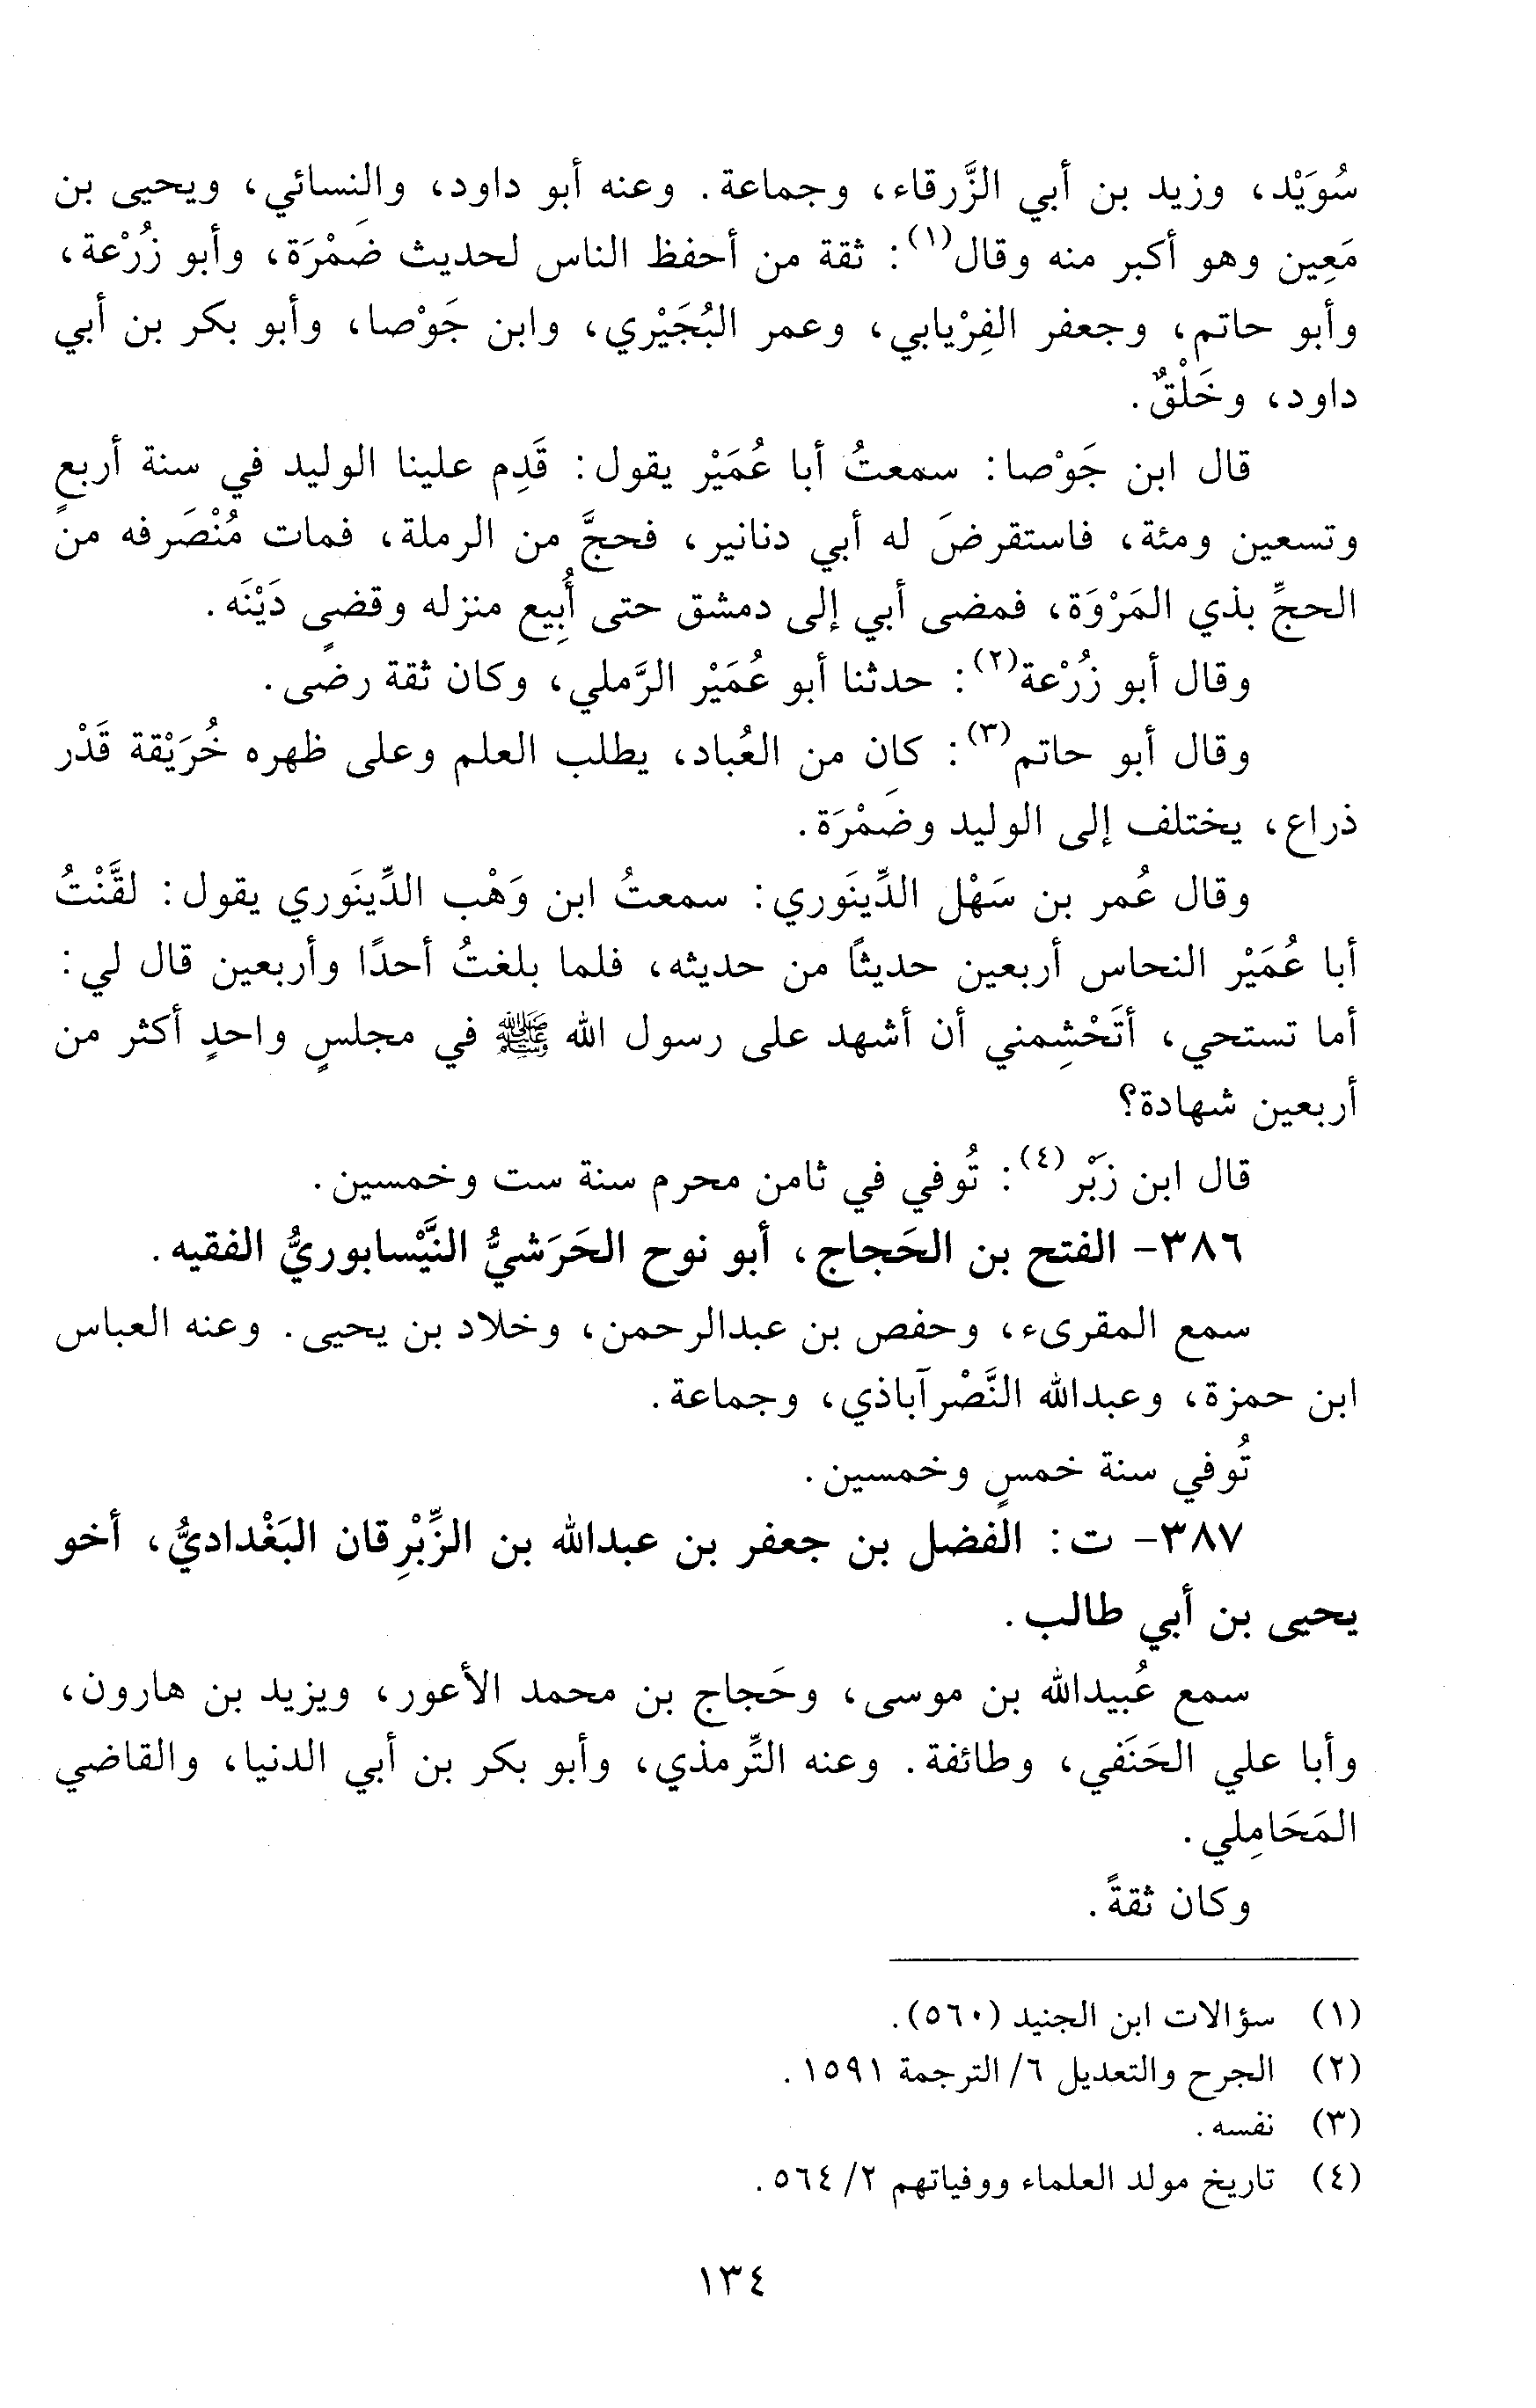 سُوَيْد، وزيد بن أبي الزَّرقاء، وجماعة. وعنه أبو داود، والنسائي، ويحيى بن
مَعِين وهو أكبر منه وقال(١): ثقة من أحفظ الناس لحديث ضَمْرَة، وأبو زُرْعة،
وأبو حاتم، وجعفر الفِرْيابي، وعمر البُجَيْري، وابن جَوْصا، وأبو بكر بن أبي
داود، وخَلْقٌ.
قال ابن جَوْصا: سمعتُ أبا عُمَيْر يقول: قَدِم علينا الوليد في سنة أربعٍ
وتسعين ومئة، فاستقرضَ له أبي دنانير، فحجَّ من الرملة، فمات مُنْصَرفه من
الحجِّ بذي المَرْوَة، فمضى أبي إلى دمشق حتى أُبِيع منزله وقضى دَيْنَه.
وقال أبو زُرْعة(٢): حدثنا أبو عُمَيْر الرَّملي، وكان ثقة رضًى.
وقال أبو حاتم(٣): كان من العُباد، يطلب العلم وعلى ظهره خُرَيْقة قَدْر
ذراع، يختلف إلى الوليد وضَمْرَة.
وقال عُمر بن سَهْل الدِّينَوري: سمعتُ ابن وَهْب الدِّينَوري يقول: لقَّنْتُ
أبا عُمَيْر النحاس أربعين حديثًا من حديثه، فلما بلغتُ أحدًا وأربعين قال لي:
أما تستحي، أتَجْشِمني أن أشهد على رسول الله ﷺ في مجلسٍ واحدٍ أكثر من
أربعين شهادة؟
قال ابن زَبْر(٤): تُوفي في ثامن محرم سنة ست وخمسين.
٣٨٦- الفتح بن الحَجاج، أبو نوح الحَرَشيُّ النَّيْسابوريُّ الفقيه.
سمع المقرىء، وحفص بن عبدالرحمن، وخلاد بن يحيى. وعنه العباس
ابن حمزة، وعبدالله النَّصْرآباذي، وجماعة.
تُوفي سنة خمسٍ وخمسين.
٣٨٧- ت: الفضل بن جعفر بن عبدالله بن الزِّبْرِقان البَغْداديُّ، أخو
يحيى بن أبي طالب.
سمع عُبيدالله بن موسى، وحَجاج بن محمد الأعور، ويزيد بن هارون،
وأبا علي الحَنَفي، وطائفة. وعنه التِّرمذي، وأبو بكر بن أبي الدنيا، والقاضي
المَحَامِلي.
وكان ثقةً.
(١) سؤالات ابن الجنيد (٥٦٠).
(٢) الجرح والتعديل ٦/ الترجمة ١٥٩١.
(٣) نفسه.
(٤) تاريخ مولد العلماء ووفياتهم ٢/ ٥٦٤.
١٣٤